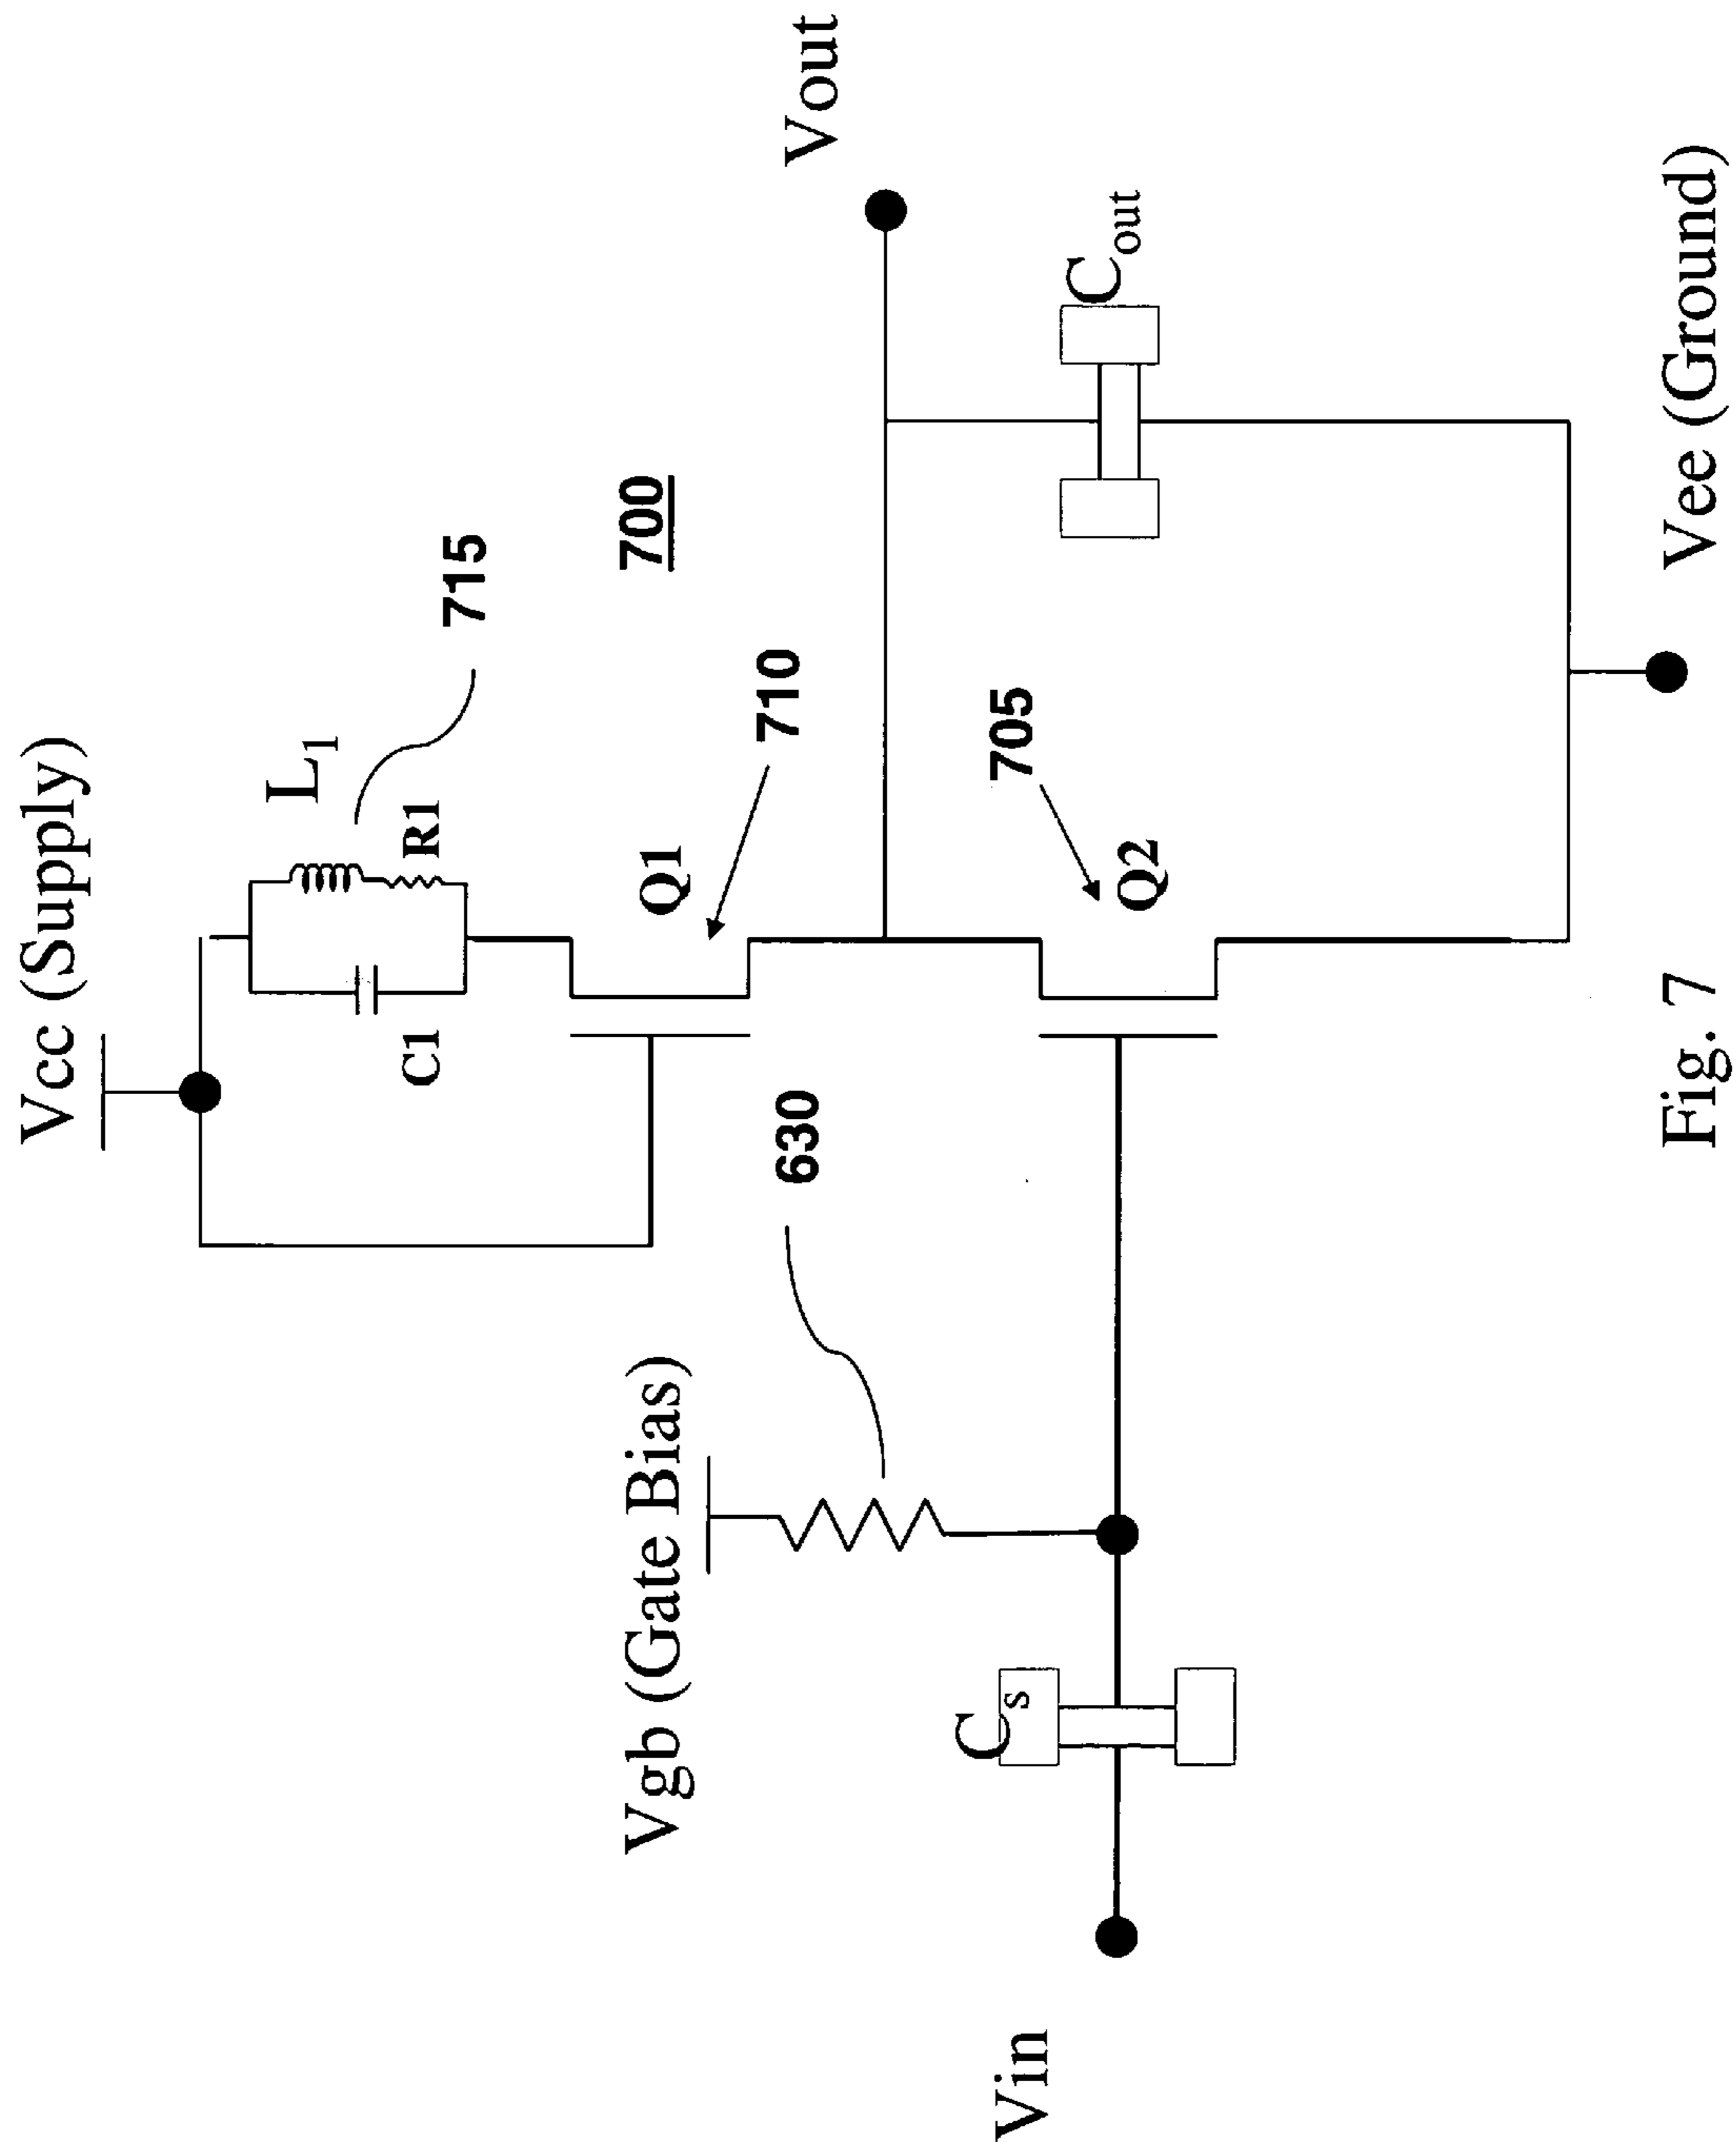 Vcc (Supply)
L1
715
C1
R1
700
Q1
710
Vout
Vgb (Gate Bias)
630
Cs
705
Q2
Cout
Vin
Vee (Ground)
Fig. 7